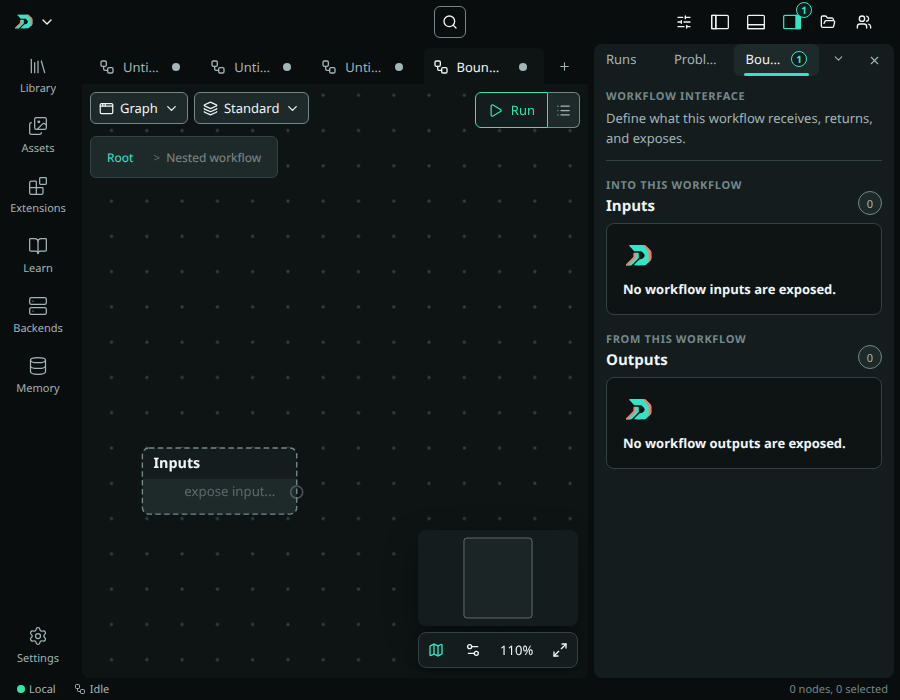 1
Library
Assets
Extensions
Learn
Backends
Memory
Settings
Unti...
Unti...
Unti...
Boun...
Graph
Standard
Run
Root > Nested workflow
Inputs
expose input...
110%
Runs
Probl...
Bou...
1
WORKFLOW INTERFACE
Define what this workflow receives, returns,
and exposes.
INTO THIS WORKFLOW
Inputs
0
No workflow inputs are exposed.
FROM THIS WORKFLOW
Outputs
0
No workflow outputs are exposed.
Local
Idle
0 nodes, 0 selected